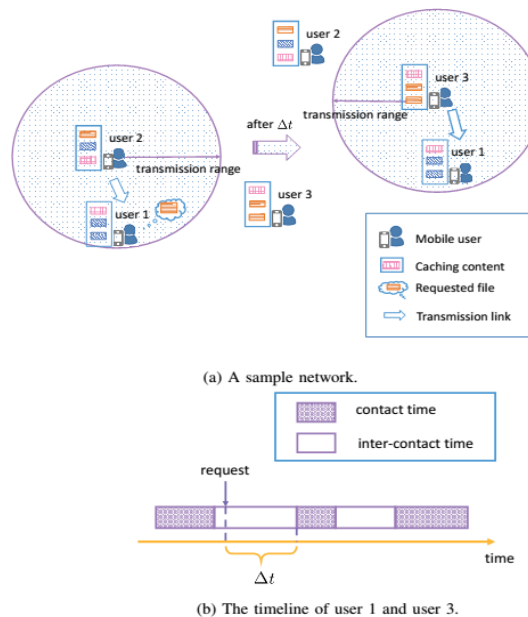 user 2
user 3
after Δt
transmission range
user 2
user 1
transmission range
user 1
user 3
Mobile user
Caching content
Requested file
Transmission link
(a) A sample network.
contact time
inter-contact time
request
time
Δt
(b) The timeline of user 1 and user 3.